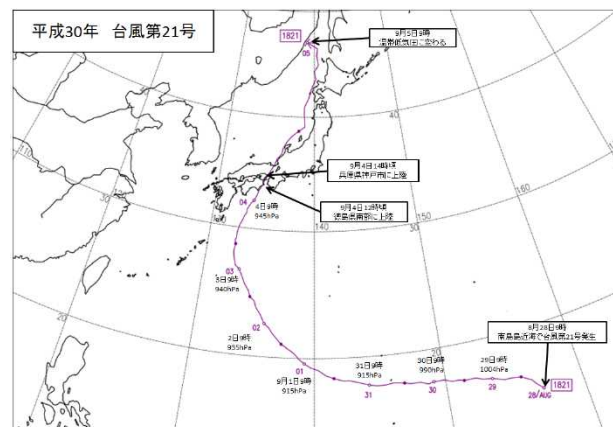 平成30年 台風第21号
1821
05
9月5日9時
温帯低気圧に変わる
40
110
120
9月4日14時頃
兵庫県神戸市に上陸
04
4日9時
945hPa
9月4日12時頃
徳島県南部に上陸
130
140
30
150
160
03
3日9時
940hPa
8月28日9時
南鳥島近海で台風第21号発生
20
02
2日9時
955hPa
20
01
9月1日9時
915hPa
31日9時
915hPa
31
30日9時
990hPa
30
29日9時
1004hPa
29
28/AUG
1821